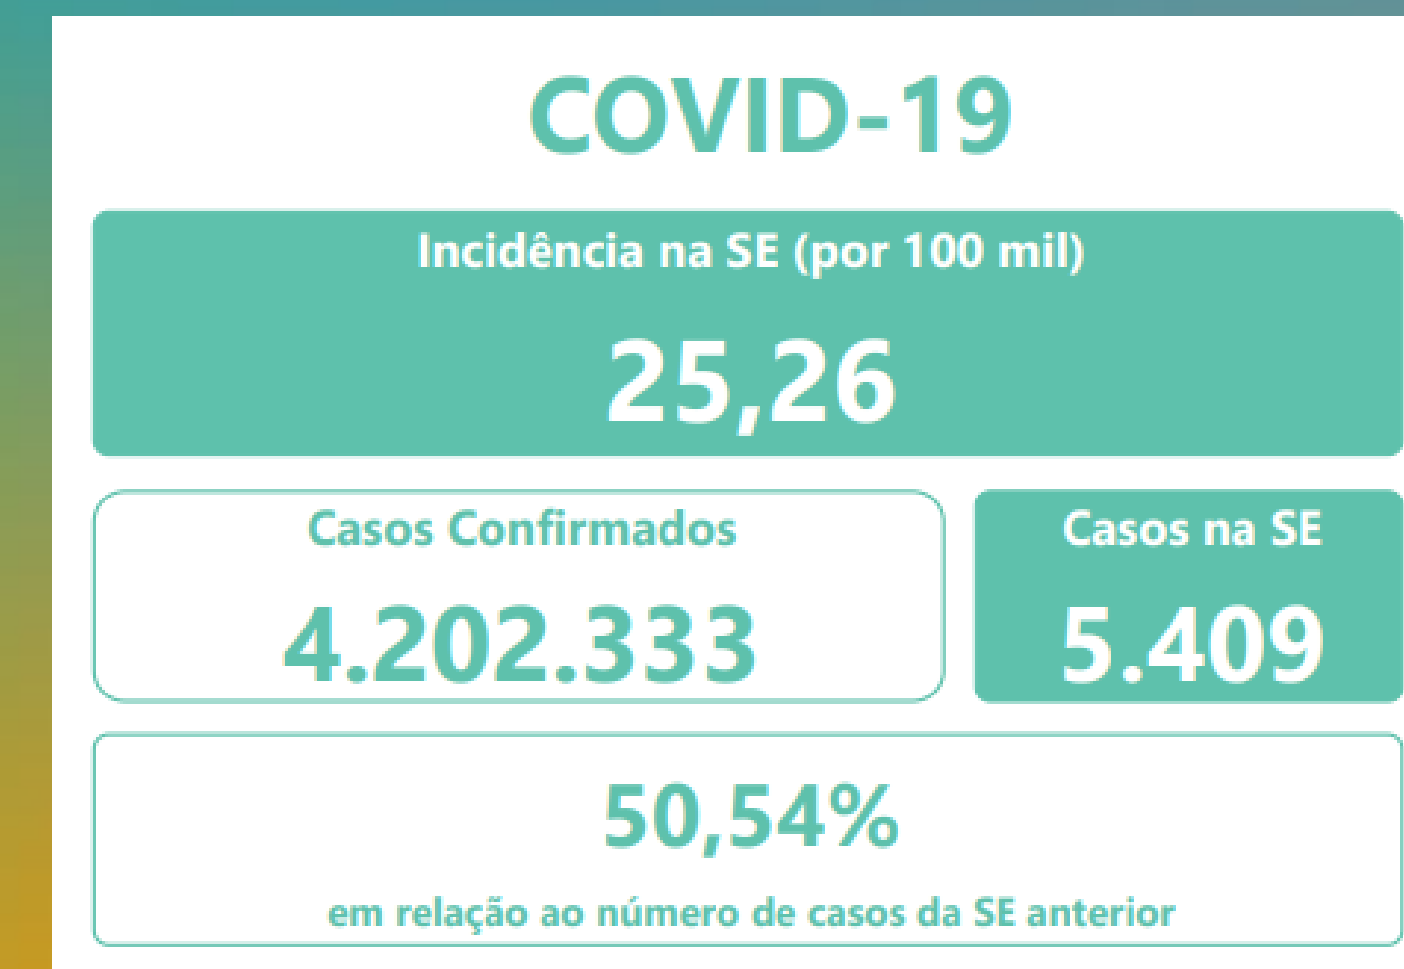 COVID-19
Incidência na SE (por 100 mil)
25,26
Casos Confirmados
4.202.333
Casos na SE
5.409
50,54%
em relação ao número de casos da SE anterior